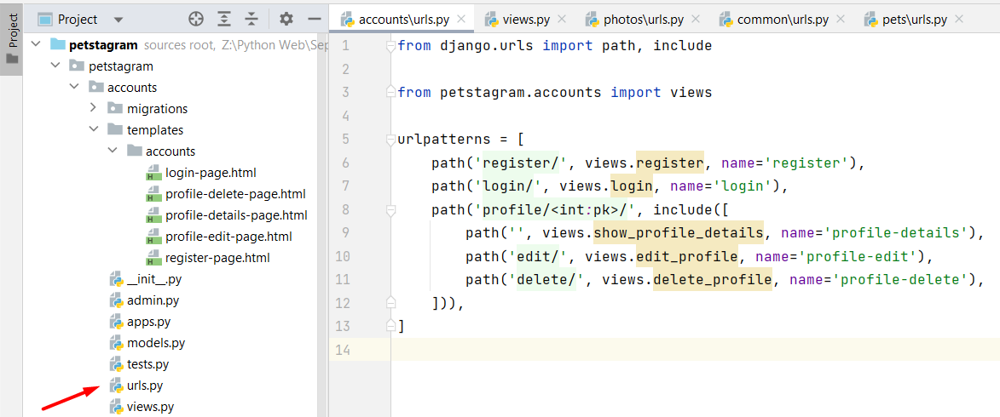 Project
Project
accounts\urls.py
views.py
photos\urls.py
common\urls.py
pets\urls.py
petstagram sources root, Z:\Python Web\Sep
petstagram
accounts
migrations
templates
accounts
login-page.html
profile-delete-page.html
profile-details-page.html
profile-edit-page.html
register-page.html
__init__.py
admin.py
apps.py
models.py
tests.py
urls.py
views.py
1 from django.urls import path, include
2
3 from petstagram.accounts import views
4
5 urlpatterns = [
6     path('register/', views.register, name='register'),
7     path('login/', views.login, name='login'),
8     path('profile/<int:pk>/', include([
9         path('', views.show_profile_details, name='profile-details'),
10         path('edit/', views.edit_profile, name='profile-edit'),
11         path('delete/', views.delete_profile, name='profile-delete'),
12     ])),
13 ]
14